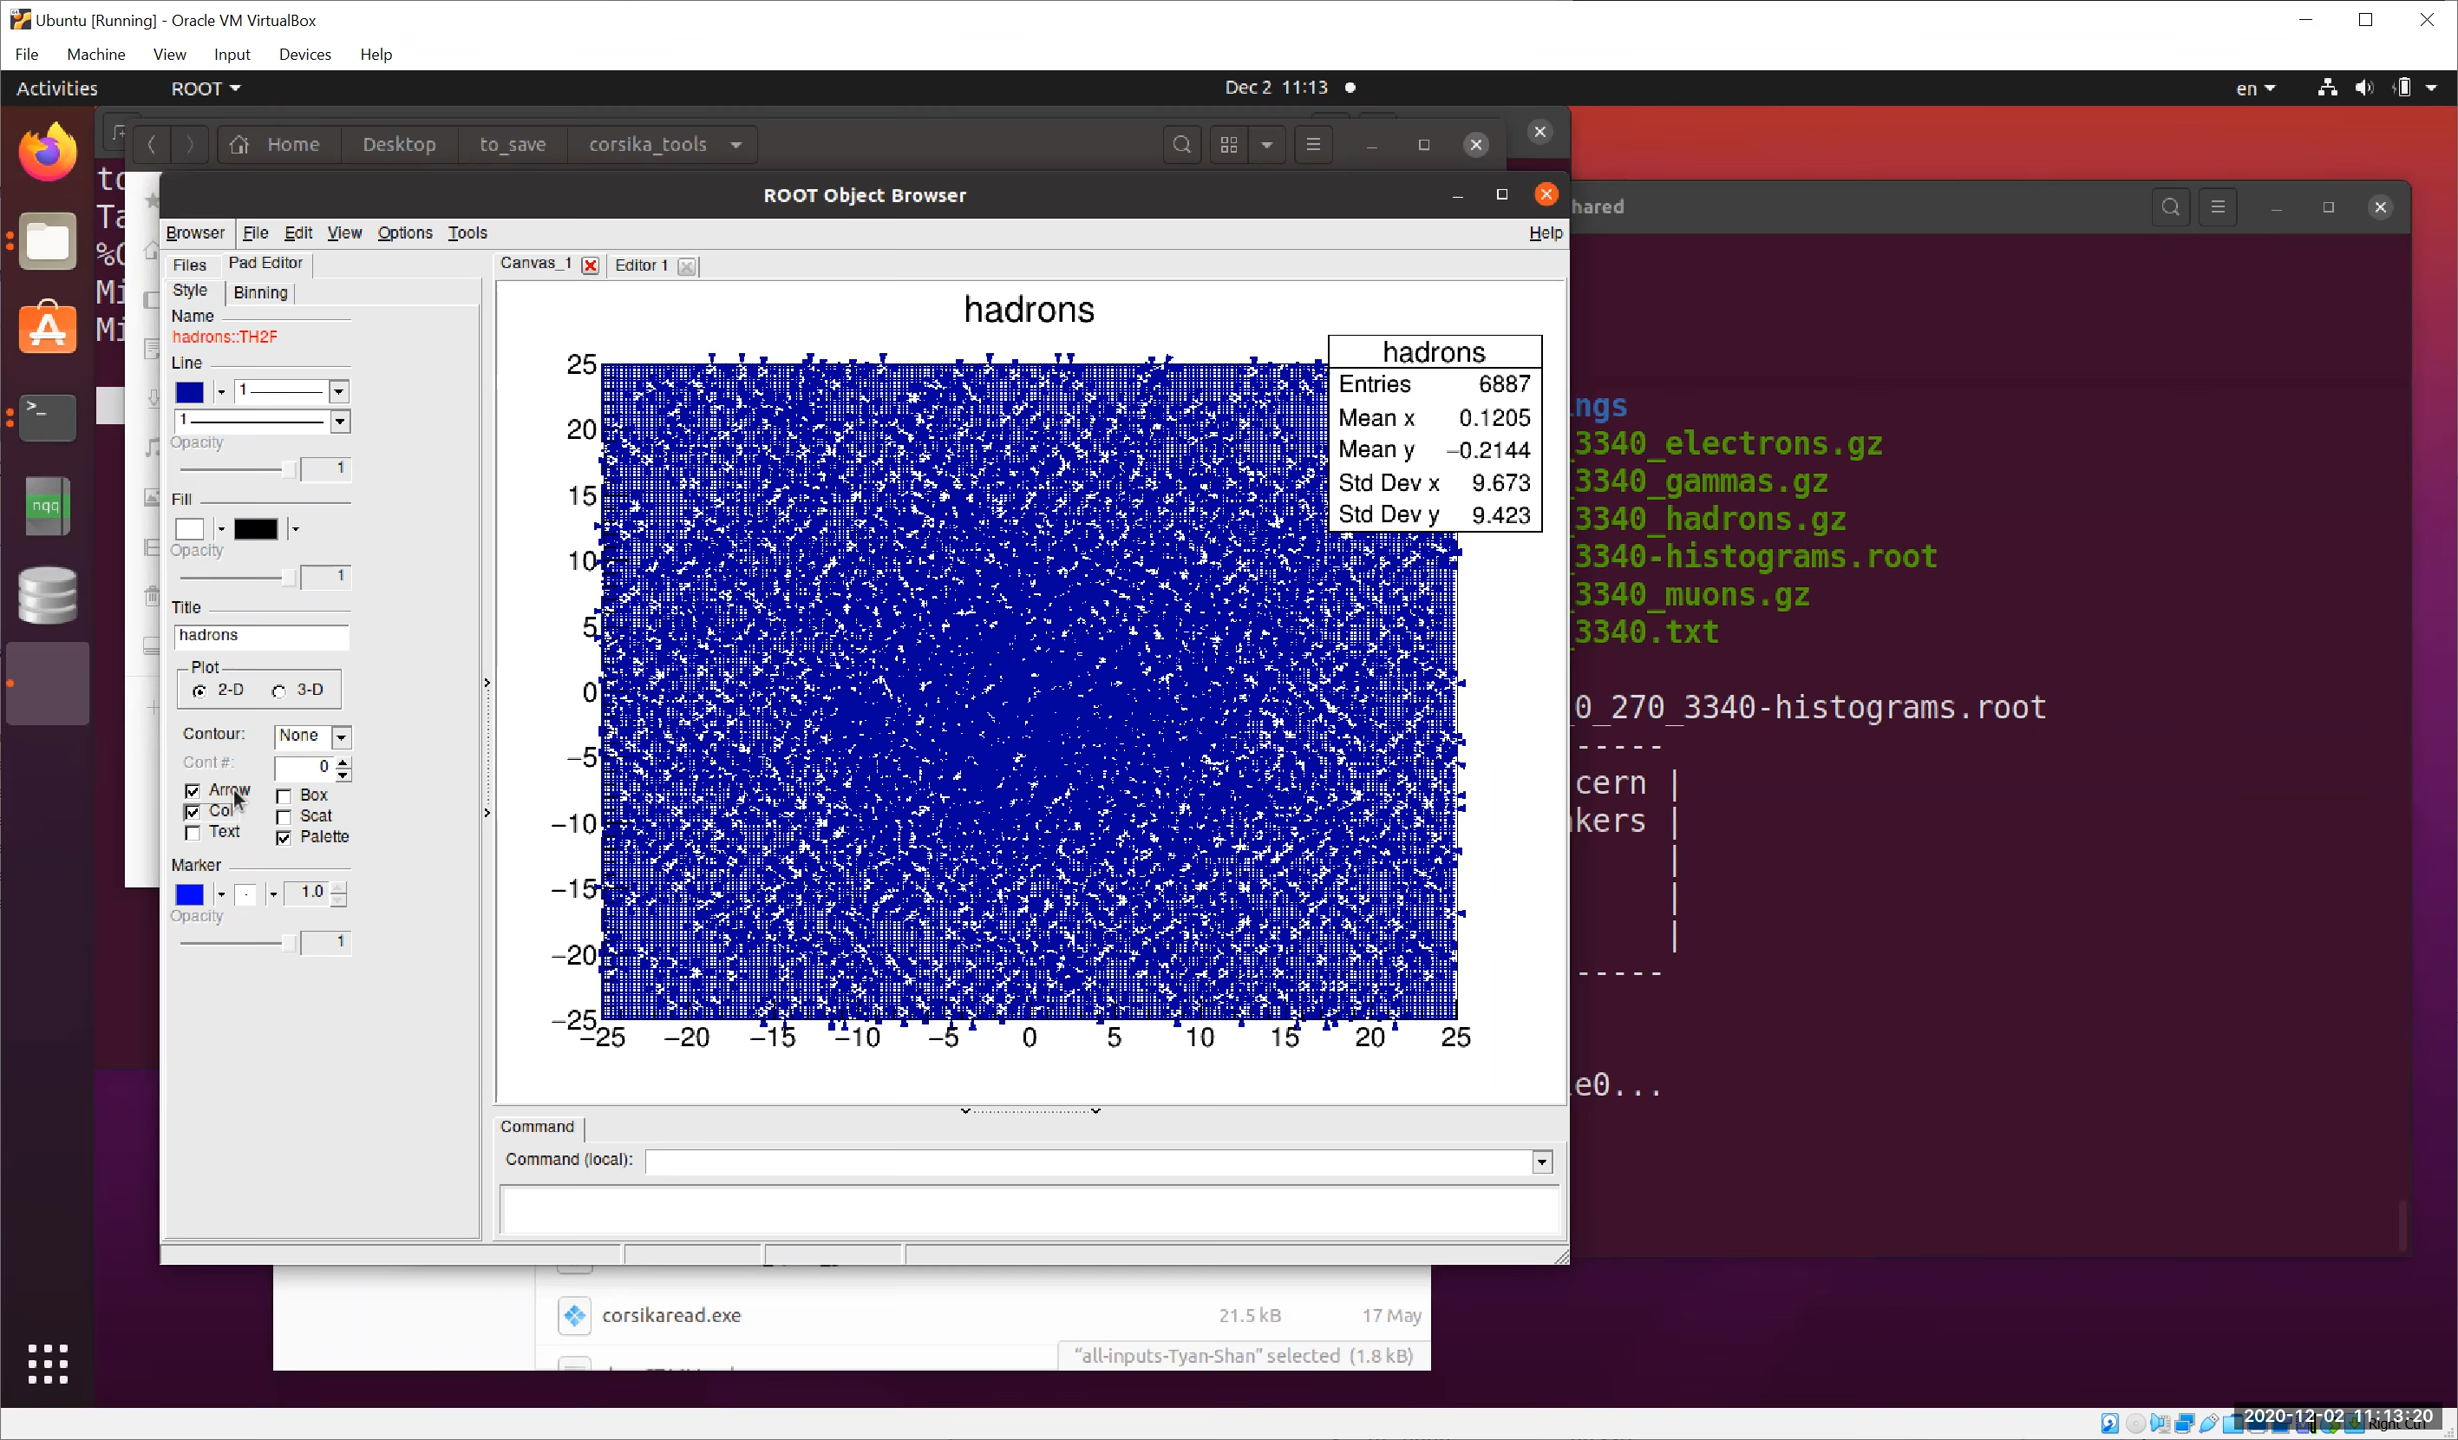 Ubuntu [Running] - Oracle VM VirtualBox
File Machine View Input Devices Help
Activities ROOT Dec 2 11:13 en
Home Desktop to_save corsika_tools
ROOT Object Browser
hared
Browser File Edit View Options Tools Help
Files Pad Editor
Canvas_1 Editor 1
Style Binning
Name
hadrons::TH2F
Line
1
1
Opacity
1
Fill
Opacity
1
Title
hadrons
Plot
2-D 3-D
Contour: None
Cont #: 0
Arrow Box
Col Scat
Text Palette
Marker
1.0
Opacity
1
hadrons
hadrons
Entries 6887
Mean x 0.1205
Mean y −0.2144
Std Dev x 9.673
Std Dev y 9.423
25
20
15
10
5
0
−5
−10
−15
−20
−25
−25 −20 −15 −10 −5 0 5 10 15 20 25
Command
Command (local):
ngs
3340_electrons.gz
3340_gammas.gz
3340_hadrons.gz
3340-histograms.root
3340_muons.gz
3340.txt
0_270_3340-histograms.root
-----
cern |
kers |
|
|
|
-----
e0...
nqq
corsikaread.exe 21.5 kB 17 May
“all-inputs-Tyan-Shan” selected (1.8 kB)
2020-12-02 11:13:20
Right Ctrl